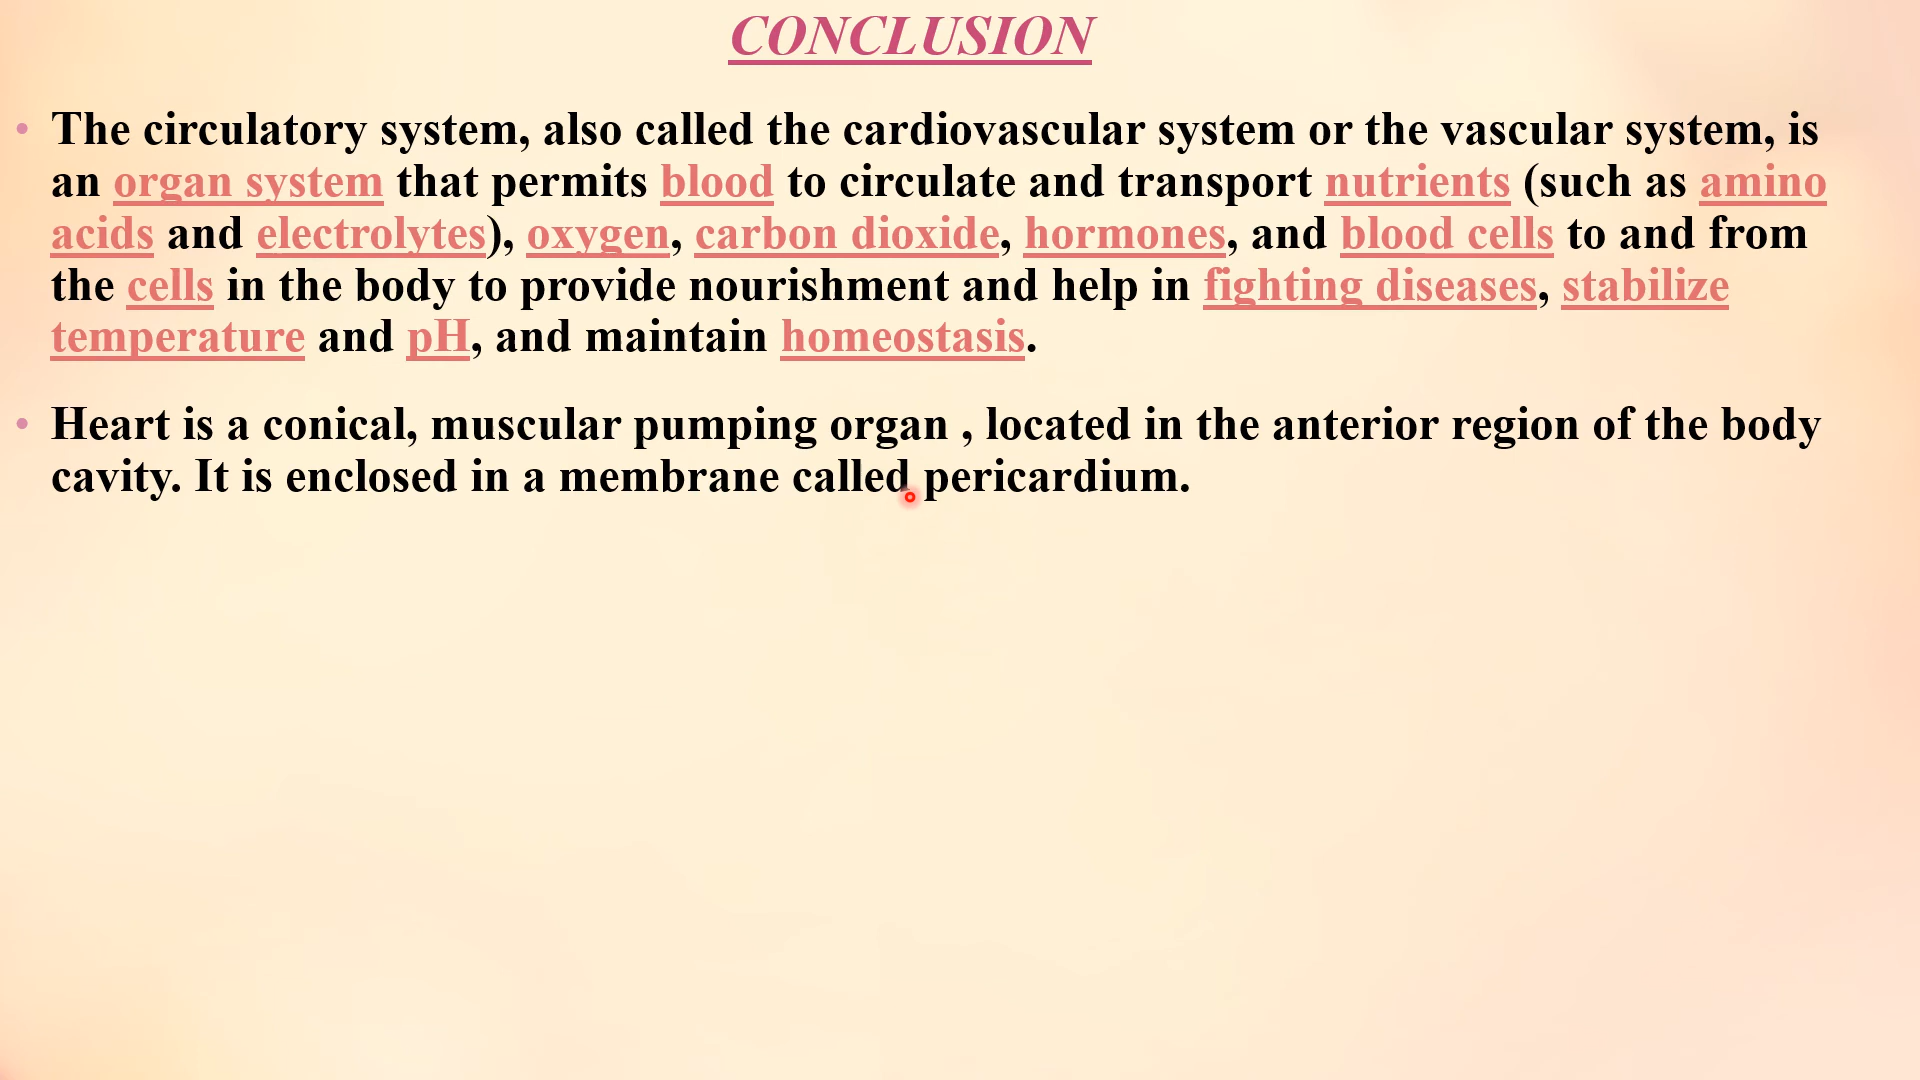 CONCLUSION
• The circulatory system, also called the cardiovascular system or the vascular system, is
an organ system that permits blood to circulate and transport nutrients (such as amino
acids and electrolytes), oxygen, carbon dioxide, hormones, and blood cells to and from
the cells in the body to provide nourishment and help in fighting diseases, stabilize
temperature and pH, and maintain homeostasis.
• Heart is a conical, muscular pumping organ , located in the anterior region of the body
cavity. It is enclosed in a membrane called pericardium.